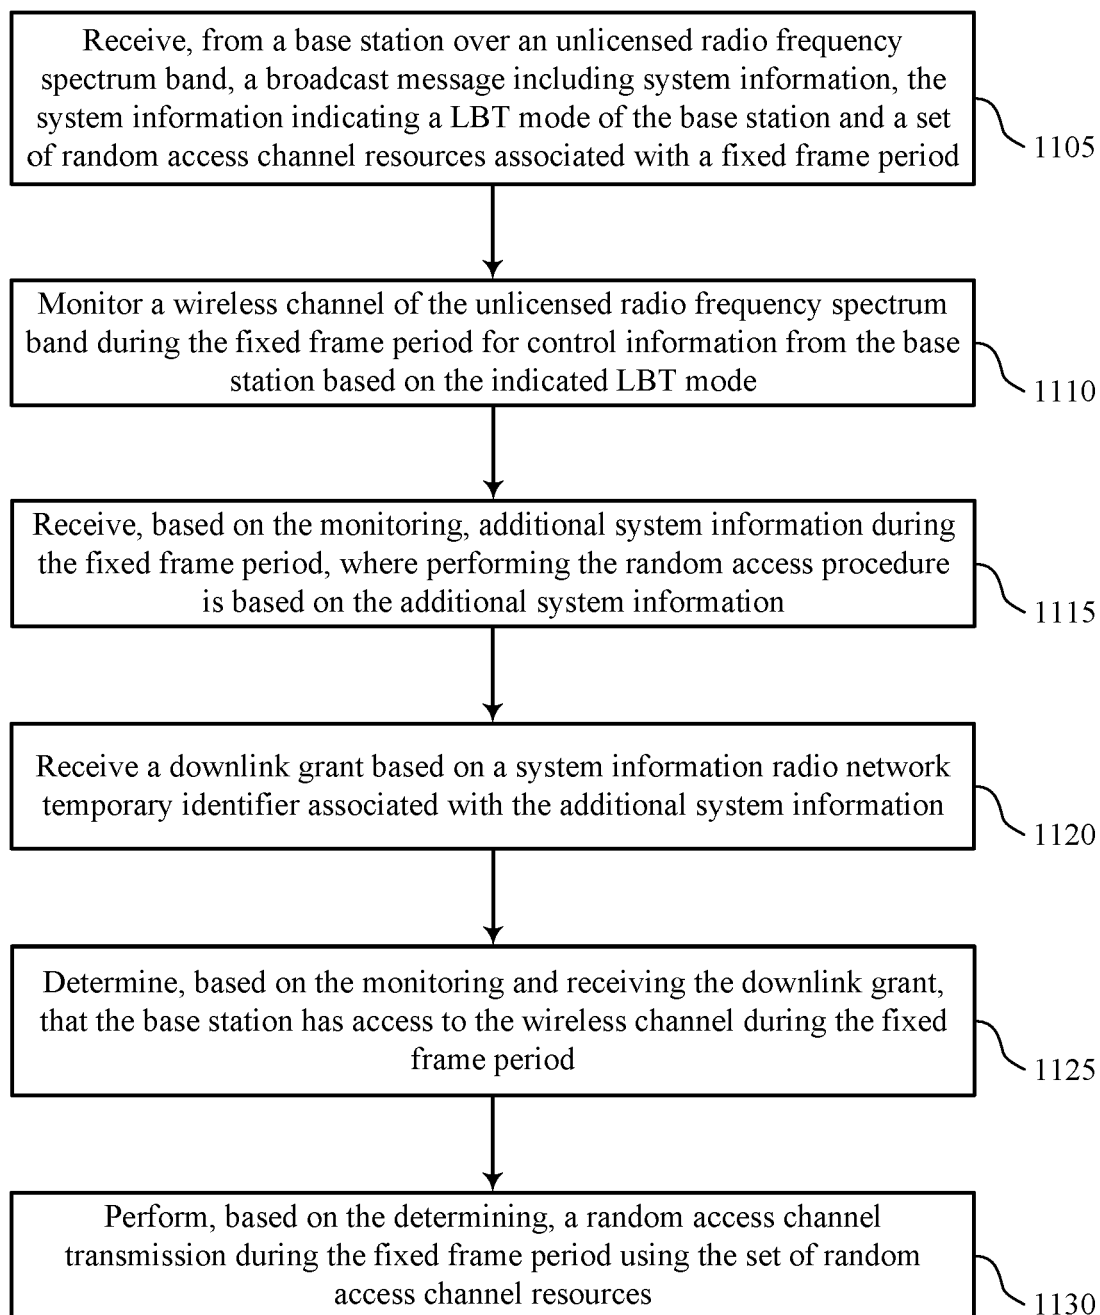 Receive, from a base station over an unlicensed radio frequency
spectrum band, a broadcast message including system information, the
system information indicating a LBT mode of the base station and a set
of random access channel resources associated with a fixed frame period
1105
Monitor a wireless channel of the unlicensed radio frequency spectrum
band during the fixed frame period for control information from the base
station based on the indicated LBT mode
1110
Receive, based on the monitoring, additional system information during
the fixed frame period, where performing the random access procedure
is based on the additional system information
1115
Receive a downlink grant based on a system information radio network
temporary identifier associated with the additional system information
1120
Determine, based on the monitoring and receiving the downlink grant,
that the base station has access to the wireless channel during the fixed
frame period
1125
Perform, based on the determining, a random access channel
transmission during the fixed frame period using the set of random
access channel resources
1130